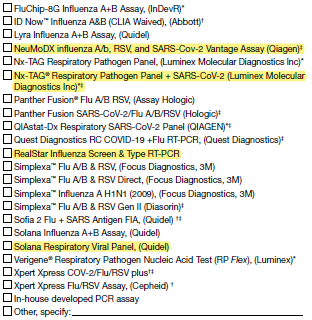 FluChip-8G Influenza A+B Assay, (InDevR)*
ID Now™ Influenza A&B (CLIA Waived), (Abbott)†
Lyra Influenza A+B Assay, (Quidel)
NeuMoDX influenza A/b, RSV, and SARS-Cov-2 Vantage Assay (Qiagen)‡
Nx-TAG Respiratory Pathogen Panel, (Luminex Molecular Diagnostics Inc)*
Nx-TAG® Respiratory Pathogen Panel + SARS-CoV-2 (Luminex Molecular
Diagnostics Inc)*‡
Panther Fusion® Flu A/B RSV, (Assay Hologic)
Panther Fusion SARS-CoV-2/Flu A/B/RSV (Hologic)‡
QIAstat-Dx Respiratory SARS-CoV-2 Panel (QIAGEN)*‡
Quest Diagnostics RC COVID-19 +Flu RT-PCR, (Quest Diagnostics)‡
RealStar Influenza Screen & Type RT-PCR
Simplexa™ Flu A/B & RSV, (Focus Diagnostics, 3M)
Simplexa™ Flu A/B & RSV Direct, (Focus Diagnostics, 3M)
Simplexa™ Influenza A H1N1 (2009), (Focus Diagnostics, 3M)
Simplexa™ Flu A/B & RSV Gen II (Diasorin)‡
Sofia 2 Flu + SARS Antigen FIA, (Quidel) †‡
Solana Influenza A+B Assay, (Quidel)
Solana Respiratory Viral Panel, (Quidel)
Verigene® Respiratory Pathogen Nucleic Acid Test (RP Flex), (Luminex)*
Xpert Xpress COV-2/Flu/RSV plus†‡
Xpert Xpress Flu/RSV Assay, (Cepheid) †
In-house developed PCR assay
Other, specify: